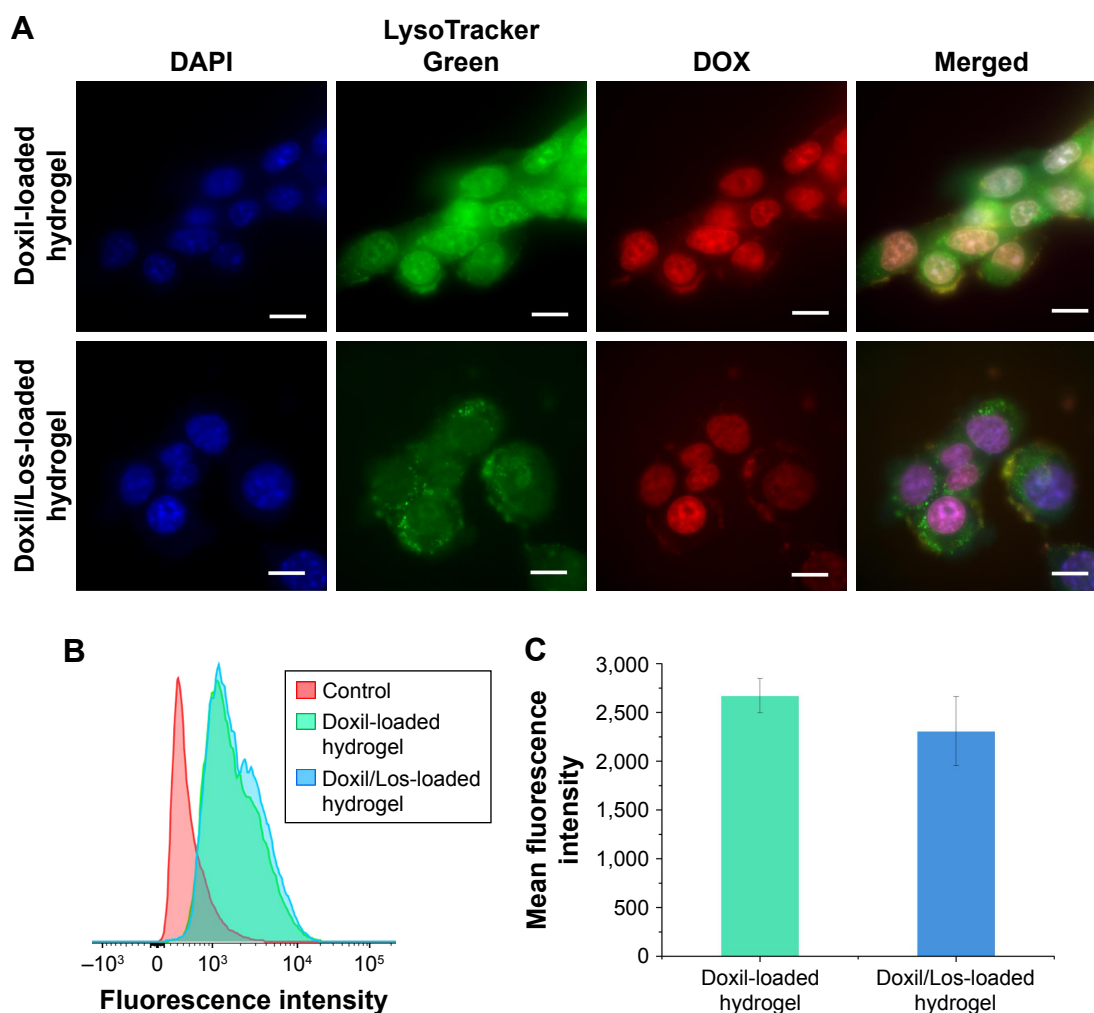 A
DAPI
LysoTracker
Green
DOX
Merged
Doxil-loaded
hydrogel
Doxil/Los-loaded
hydrogel
B
Control
Doxil-loaded
hydrogel
Doxil/Los-loaded
hydrogel
–10³
0
10³
10⁴
10⁵
Fluorescence intensity
C
Mean fluorescence
intensity
3,000
2,500
2,000
1,500
1,000
500
0
Doxil-loaded
hydrogel
Doxil/Los-loaded
hydrogel